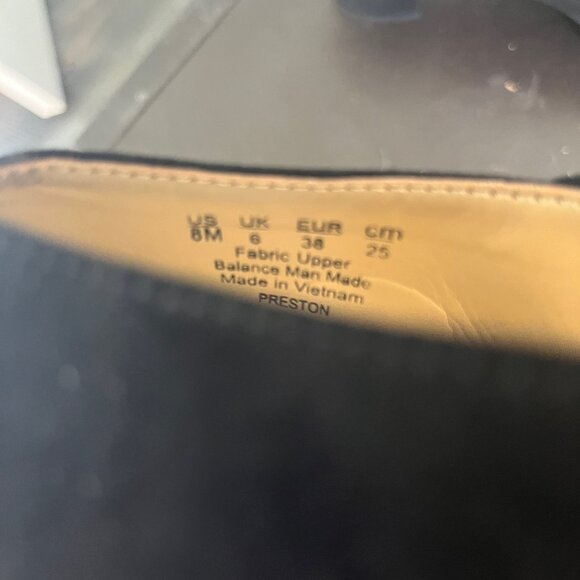 US UK EUR cm
8M 6 38 25
Fabric Upper
Balance Man Made
Made in Vietnam
PRESTON